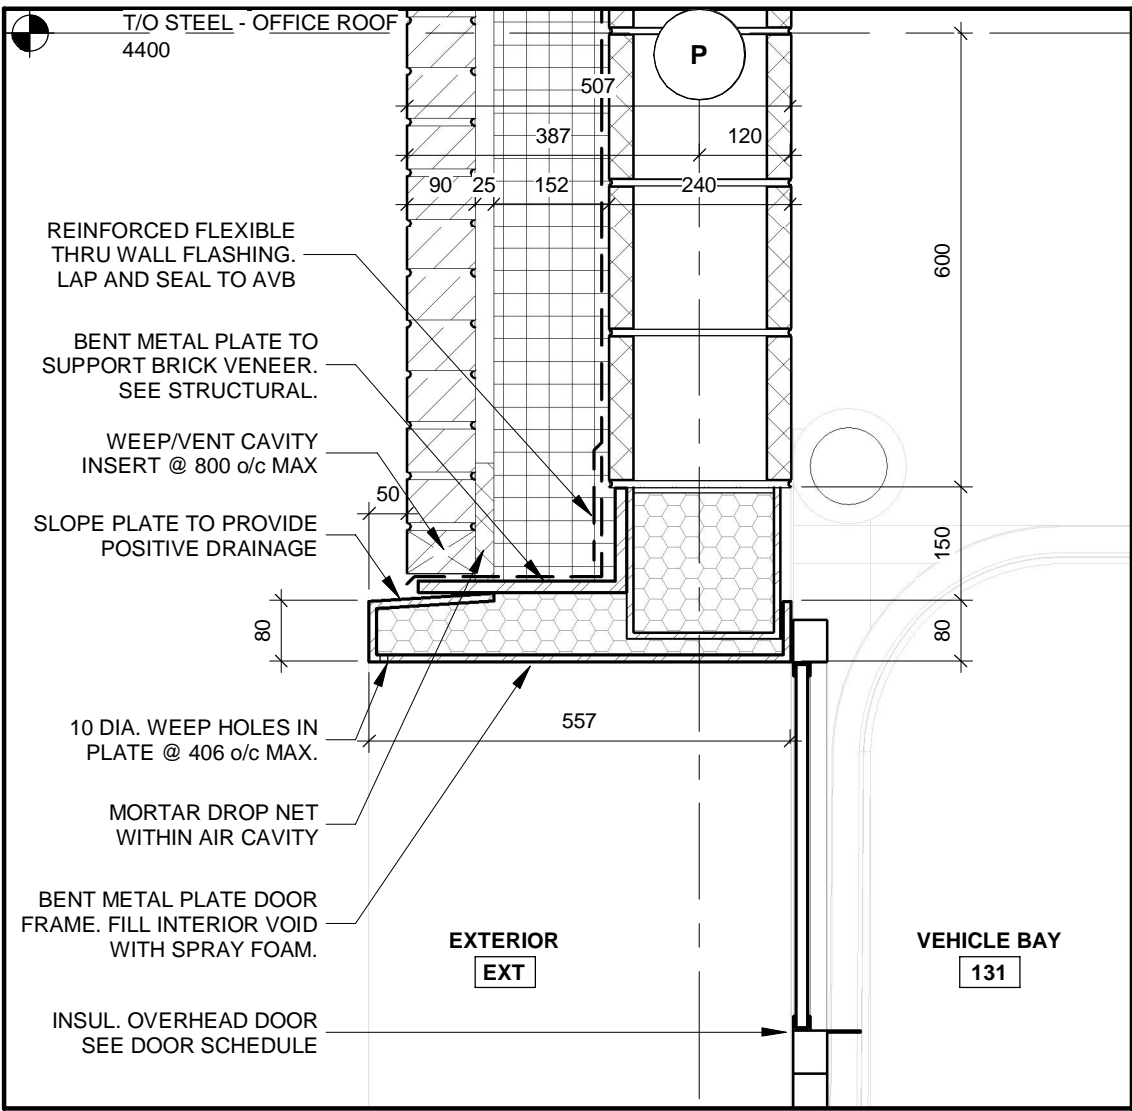 T/O STEEL - OFFICE ROOF
4400
P
507
387
120
90
25
152
240
600
REINFORCED FLEXIBLE
THRU WALL FLASHING.
LAP AND SEAL TO AVB
BENT METAL PLATE TO
SUPPORT BRICK VENEER.
SEE STRUCTURAL.
WEEP/VENT CAVITY
INSERT @ 800 o/c MAX
50
SLOPE PLATE TO PROVIDE
POSITIVE DRAINAGE
150
80
80
10 DIA. WEEP HOLES IN
PLATE @ 406 o/c MAX.
557
MORTAR DROP NET
WITHIN AIR CAVITY
BENT METAL PLATE DOOR
FRAME. FILL INTERIOR VOID
WITH SPRAY FOAM.
EXTERIOR
EXT
VEHICLE BAY
131
INSUL. OVERHEAD DOOR
SEE DOOR SCHEDULE